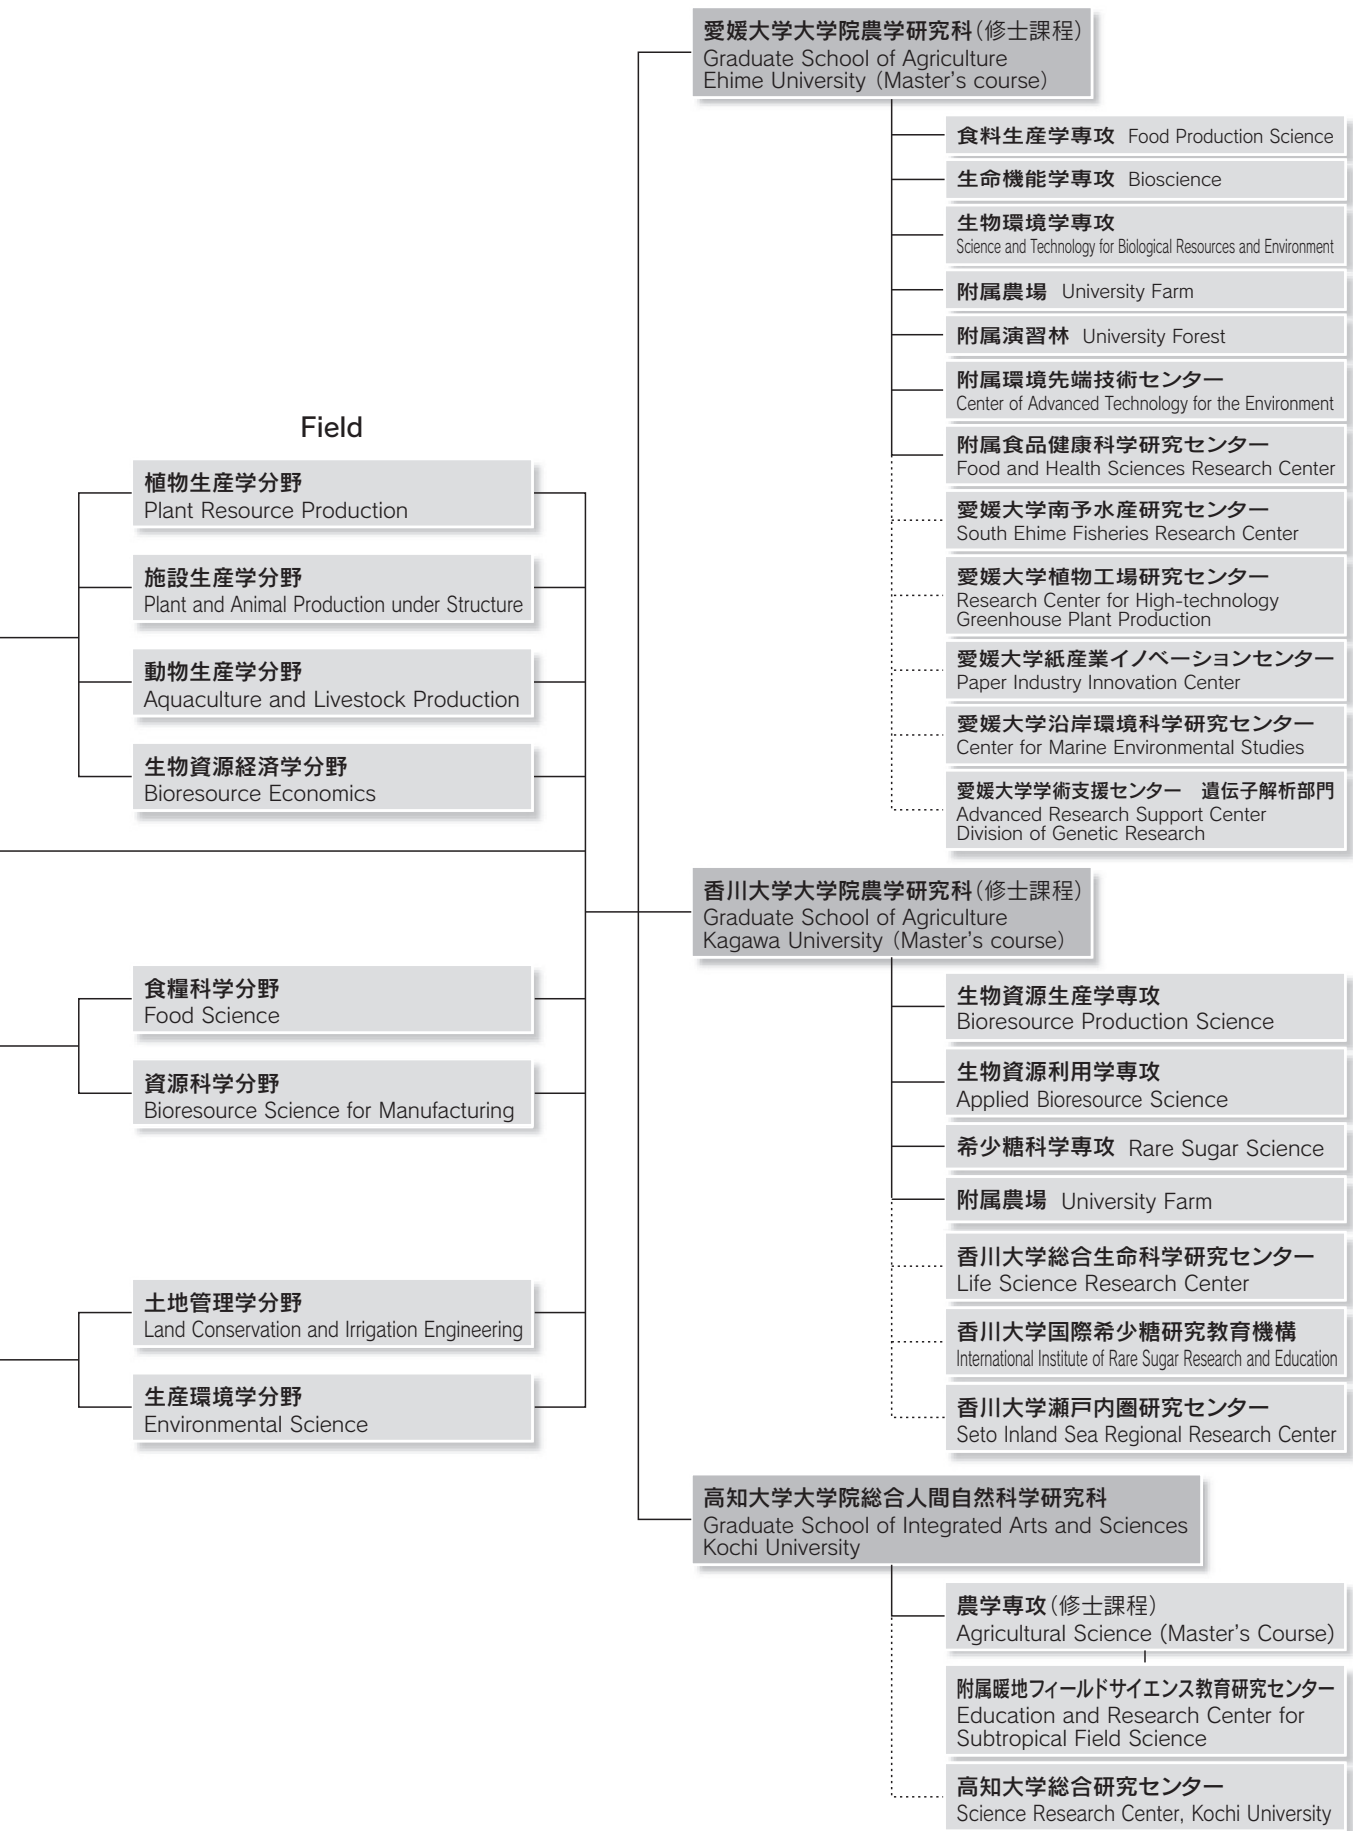 Field
植物生産学分野
Plant Resource Production
施設生産学分野
Plant and Animal Production under Structure
動物生産学分野
Aquaculture and Livestock Production
生物資源経済学分野
Bioresource Economics
食糧科学分野
Food Science
資源科学分野
Bioresource Science for Manufacturing
土地管理学分野
Land Conservation and Irrigation Engineering
生産環境学分野
Environmental Science
愛媛大学大学院農学研究科(修士課程)
Graduate School of Agriculture
Ehime University (Master's course)
食料生産学専攻 Food Production Science
生命機能学専攻 Bioscience
生物環境学専攻
Science and Technology for Biological Resources and Environment
附属農場 University Farm
附属演習林 University Forest
附属環境先端技術センター
Center of Advanced Technology for the Environment
附属食品健康科学研究センター
Food and Health Sciences Research Center
愛媛大学南予水産研究センター
South Ehime Fisheries Research Center
愛媛大学植物工場研究センター
Research Center for High-technology
Greenhouse Plant Production
愛媛大学紙産業イノベーションセンター
Paper Industry Innovation Center
愛媛大学沿岸環境科学研究センター
Center for Marine Environmental Studies
愛媛大学学術支援センター 遺伝子解析部門
Advanced Research Support Center
Division of Genetic Research
香川大学大学院農学研究科(修士課程)
Graduate School of Agriculture
Kagawa University (Master's course)
生物資源生産学専攻
Bioresource Production Science
生物資源利用学専攻
Applied Bioresource Science
希少糖科学専攻 Rare Sugar Science
附属農場 University Farm
香川大学総合生命科学研究センター
Life Science Research Center
香川大学国際希少糖研究教育機構
International Institute of Rare Sugar Research and Education
香川大学瀬戸内圏研究センター
Seto Inland Sea Regional Research Center
高知大学大学院総合人間自然科学研究科
Graduate School of Integrated Arts and Sciences
Kochi University
農学専攻(修士課程)
Agricultural Science (Master's Course)
附属暖地フィールドサイエンス教育研究センター
Education and Research Center for
Subtropical Field Science
高知大学総合研究センター
Science Research Center, Kochi University